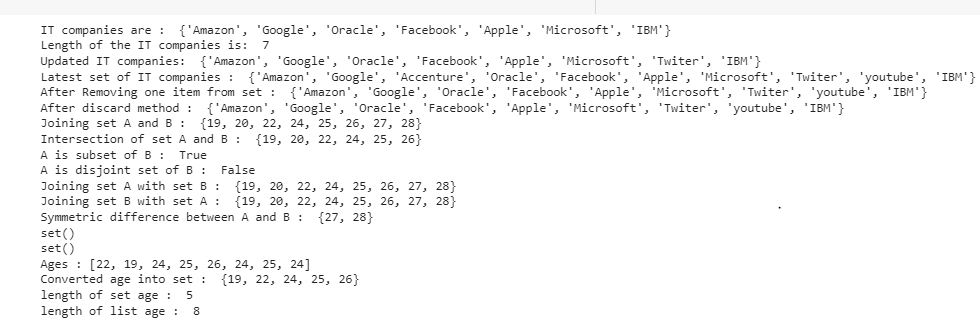 IT companies are :  {'Amazon', 'Google', 'Oracle', 'Facebook', 'Apple', 'Microsoft', 'IBM'}
Length of the IT companies is:  7
Updated IT companies:  {'Amazon', 'Google', 'Oracle', 'Facebook', 'Apple', 'Microsoft', 'Twiter', 'IBM'}
Latest set of IT companies :  {'Amazon', 'Google', 'Accenture', 'Oracle', 'Facebook', 'Apple', 'Microsoft', 'Twiter', 'youtube', 'IBM'}
After Removing one item from set :  {'Amazon', 'Google', 'Oracle', 'Facebook', 'Apple', 'Microsoft', 'Twiter', 'youtube', 'IBM'}
After discard method :  {'Amazon', 'Google', 'Oracle', 'Facebook', 'Apple', 'Microsoft', 'Twiter', 'youtube', 'IBM'}
Joining set A and B :  {19, 20, 22, 24, 25, 26, 27, 28}
Intersection of set A and B :  {19, 20, 22, 24, 25, 26}
A is subset of B :  True
A is disjoint set of B :  False
Joining set A with set B :  {19, 20, 22, 24, 25, 26, 27, 28}
Joining set B with set A :  {19, 20, 22, 24, 25, 26, 27, 28}
Symmetric difference between A and B :  {27, 28}
set()
set()
Ages : [22, 19, 24, 25, 26, 24, 25, 24]
Converted age into set :  {19, 22, 24, 25, 26}
length of set age :  5
length of list age :  8